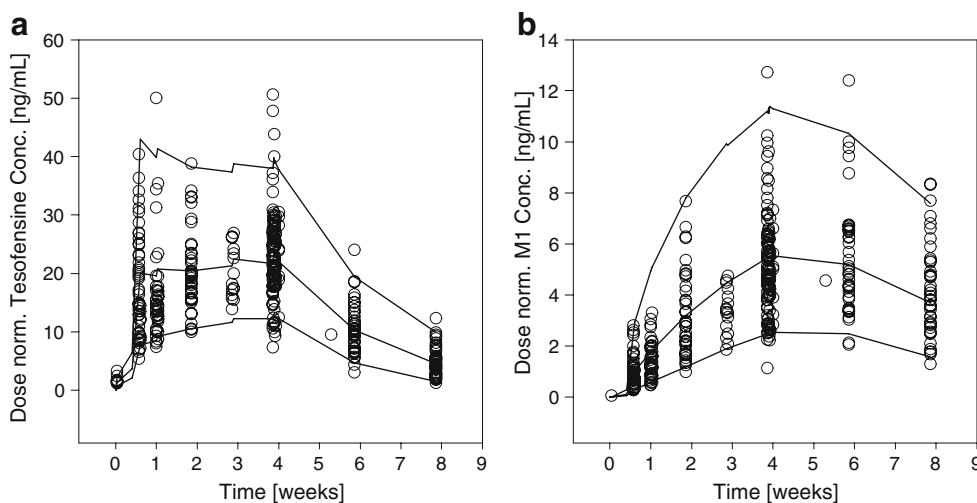 a
Dose norm. Tesofensine Conc. [ng/mL]
60
50
40
30
20
10
0
0 1 2 3 4 5 6 7 8 9
Time [weeks]
b
Dose norm. M1 Conc. [ng/mL]
14
12
10
8
6
4
2
0
0 1 2 3 4 5 6 7 8 9
Time [weeks]